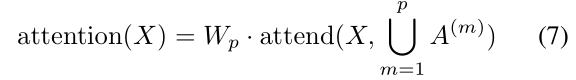 attention(X) = W_p · attend(X, ⋃_{m=1}^{p} A^{(m)}) (7)